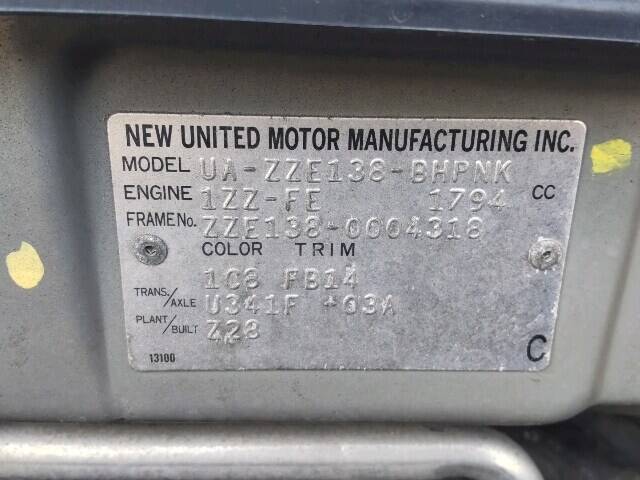 NEW UNITED MOTOR MANUFACTURING INC.
MODEL UA-ZZE138-BHPNK
ENGINE 1ZZ-FE 1794 CC
FRAME No. ZZE138-0004318
COLOR TRIM
1C8 FB14
TRANS./AXLE U341F -03A
PLANT/BUILT Z28
13100 C